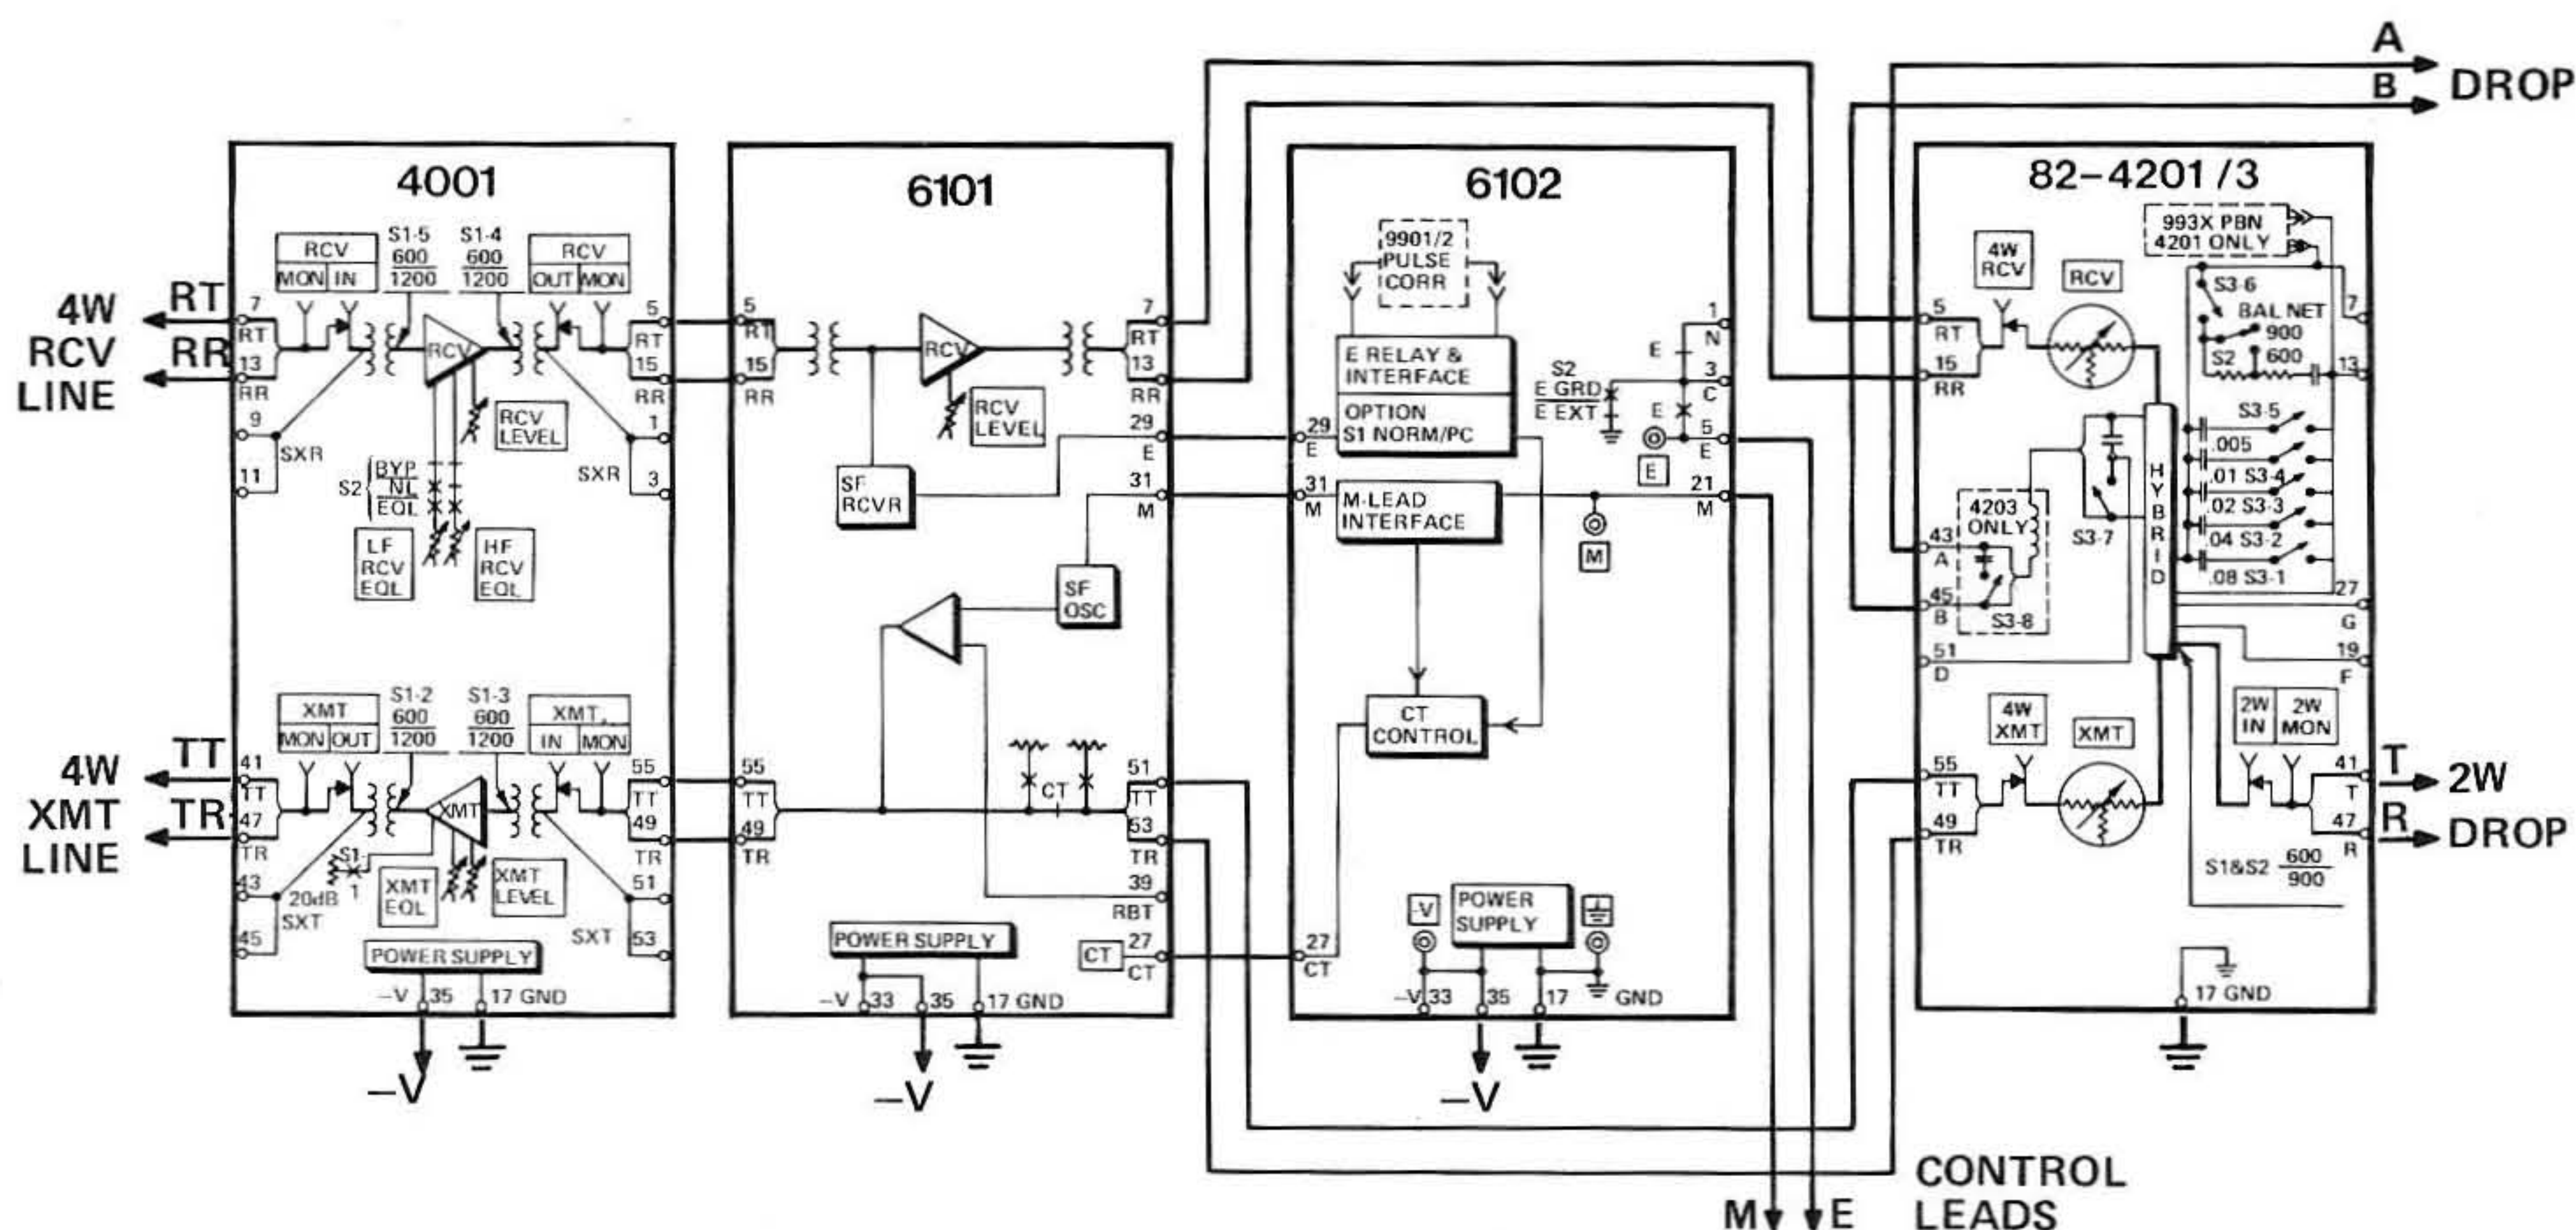 A
B
DROP
4W
RCV
LINE
RT
RR
4W
XMT
LINE
TT
TR
4001
RCV
MON IN
S1-5
600
1200
S1-4
600
1200
RCV
OUT MON
7
RT
13
RR
9
SXR
11
RCV
RCV
LEVEL
S2
BYP
NL
EQL
LF
RCV
EQL
HF
RCV
EQL
5
RT
15
RR
1
SXR
3
XMT
MON OUT
S1-2
600
1200
S1-3
600
1200
XMT
IN MON
41
TT
47
TR
43
SXT
45
S1-
1
20dB
XMT
XMT
EQL
XMT
LEVEL
55
TT
49
TR
51
SXT
53
POWER SUPPLY
-V 35 17 GND
-V
6101
5
RT
15
RR
RCV
RCV
LEVEL
SF
RCVR
7
RT
13
RR
29
E
31
M
SF
OSC
55
TT
49
TR
CT
51
TT
53
TR
39
RBT
CT 27
CT
POWER SUPPLY
-V 33 35 17 GND
-V
6102
9901/2
PULSE
CORR
E RELAY &
INTERFACE
OPTION
S1 NORM/PC
29
E
31
M
M-LEAD
INTERFACE
S2
E GRD
E EXT
E
E
E
1
N
3
C
5
E
21
M
M
CT
CONTROL
27
CT
-V
POWER
SUPPLY
-V 33 35 17 GND
-V
82-4201/3
993X PBN
4201 ONLY
4W
RCV
RCV
S3-6
BAL NET
900
S2 600
7
13
5
RT
15
RR
S3-5
.005
.01 S3-4
.02 S3-3
.04 S3-2
.08 S3-1
HYBRID
S3-7
4203
ONLY
S3-8
43
A
45
B
51
D
27
G
19
F
4W
XMT
XMT
2W
IN
2W
MON
55
TT
49
TR
41
T
47
R
S1&S2 600
900
17 GND
T
R
2W
DROP
M E
CONTROL
LEADS